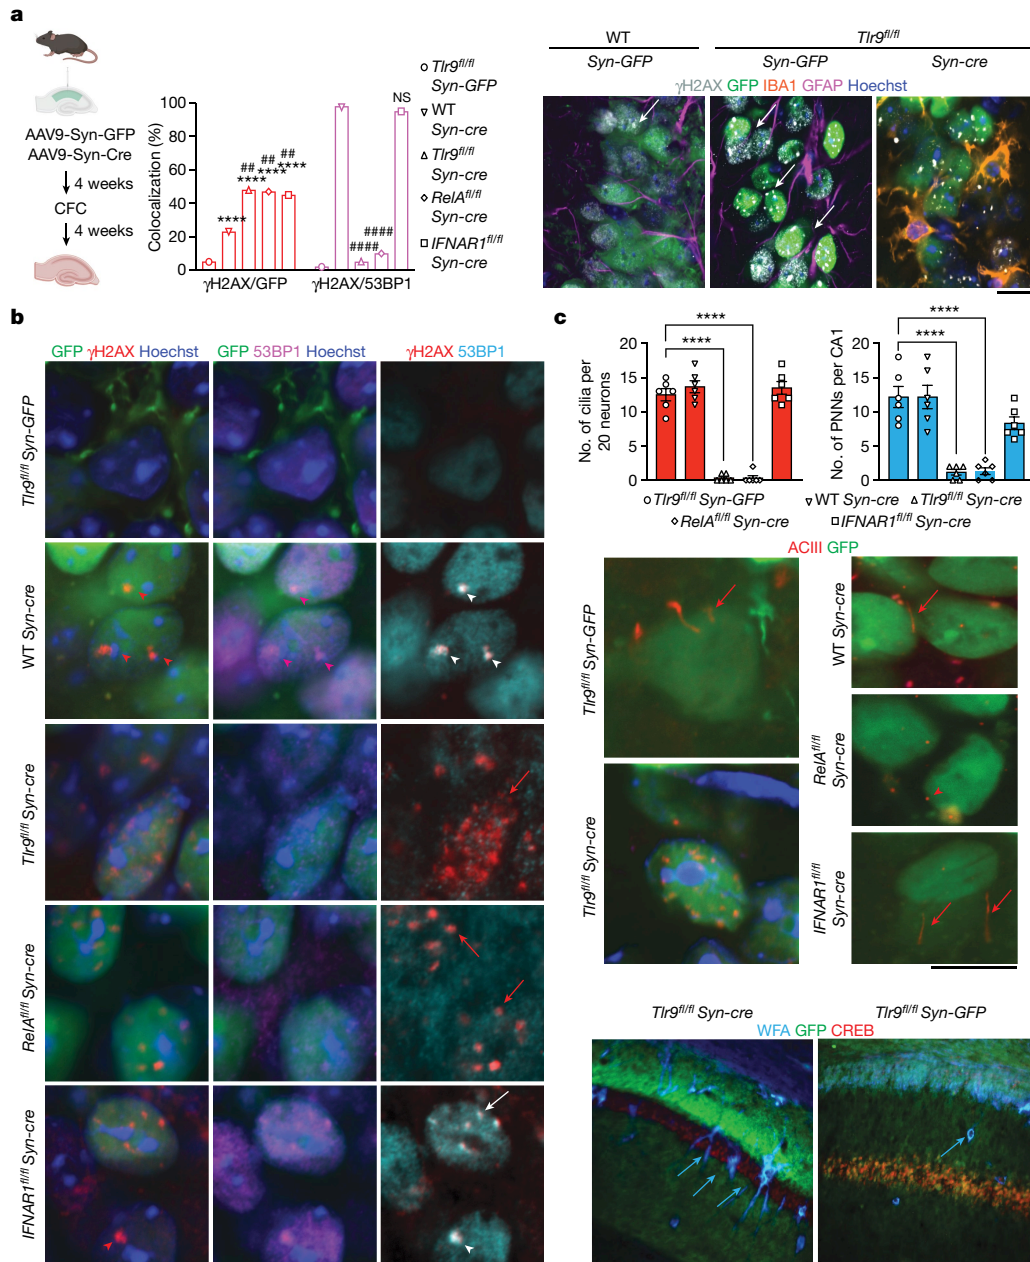 a
AAV9-Syn-GFP
AAV9-Syn-Cre
4 weeks
CFC
4 weeks
Colocalization (%)
100
80
60
40
20
0
****
##
****
##
****
##
****
####
####
NS
γH2AX/GFP
γH2AX/53BP1
Tlr9fl/fl
Syn-GFP
WT
Syn-cre
Tlr9fl/fl
Syn-cre
RelAfl/fl
Syn-cre
IFNAR1fl/fl
Syn-cre
WT
Tlr9fl/fl
Syn-GFP
Syn-GFP
Syn-cre
γH2AX GFP IBA1 GFAP Hoechst
b
GFP γH2AX Hoechst
GFP 53BP1 Hoechst
γH2AX 53BP1
Tlr9fl/fl Syn-GFP
WT Syn-cre
Tlr9fl/fl Syn-cre
RelAfl/fl Syn-cre
IFNAR1fl/fl Syn-cre
c
No. of cilia per
20 neurons
20
15
10
5
0
****
****
No. of PNNs per CA1
20
15
10
5
0
****
****
Tlr9fl/fl Syn-GFP
WT Syn-cre
Tlr9fl/fl Syn-cre
RelAfl/fl Syn-cre
IFNAR1fl/fl Syn-cre
ACIII GFP
Tlr9fl/fl Syn-GFP
Tlr9fl/fl Syn-cre
WT Syn-cre
RelAfl/fl
Syn-cre
IFNAR1fl/fl
Syn-cre
Tlr9fl/fl Syn-cre
Tlr9fl/fl Syn-GFP
WFA GFP CREB